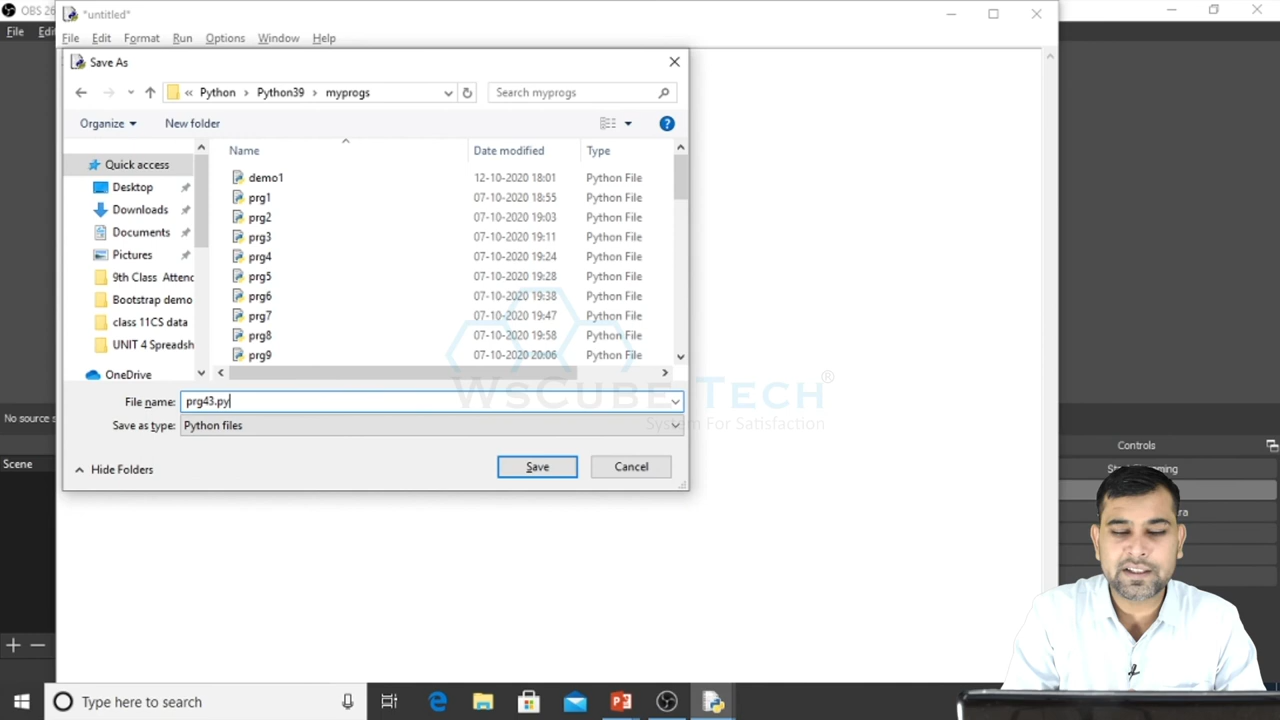 OBS 26
*untitled*
File Edi
File Edit Format Run Options Window Help
Save As
« Python › Python39 › myprogs
Search myprogs
Organize
New folder
Name Date modified Type
Quick access
Desktop
Downloads
Documents
Pictures
9th Class Attend
Bootstrap demo
class 11CS data
UNIT 4 Spreadsh
OneDrive
demo1 12-10-2020 18:01 Python File
prg1 07-10-2020 18:55 Python File
prg2 07-10-2020 19:03 Python File
prg3 07-10-2020 19:11 Python File
prg4 07-10-2020 19:24 Python File
prg5 07-10-2020 19:28 Python File
prg6 07-10-2020 19:38 Python File
prg7 07-10-2020 19:47 Python File
prg8 07-10-2020 19:58 Python File
prg9 07-10-2020 20:06 Python File
WsCube Tech®
System For Satisfaction
File name: prg43.py
Save as type: Python files
Hide Folders
Save
Cancel
No source s
Scene
Controls
Type here to search